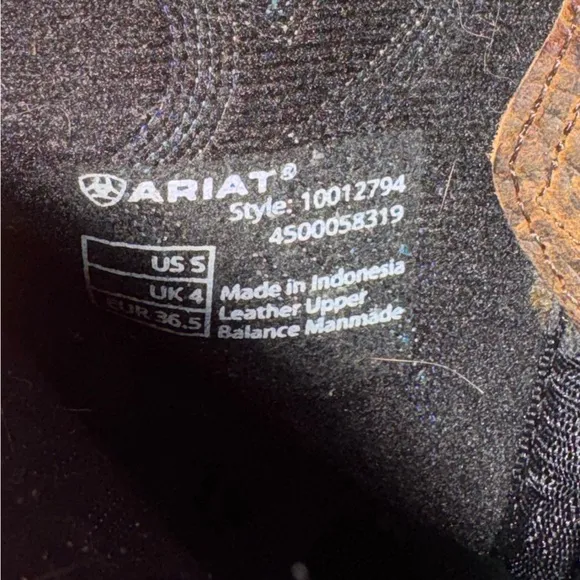 ARIAT®
Style: 10012794
4500058319
US 5
UK 4
EUR 36.5
Made in Indonesia
Leather Upper
Balance Manmade